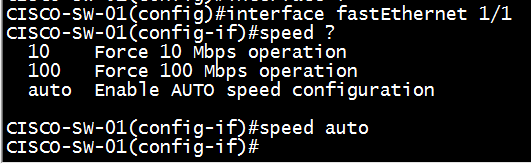 CISCO-SW-01(config)#interface fastEthernet 1/1
CISCO-SW-01(config-if)#speed ?
  10    Force 10 Mbps operation
  100   Force 100 Mbps operation
  auto  Enable AUTO speed configuration
CISCO-SW-01(config-if)#speed auto
CISCO-SW-01(config-if)#